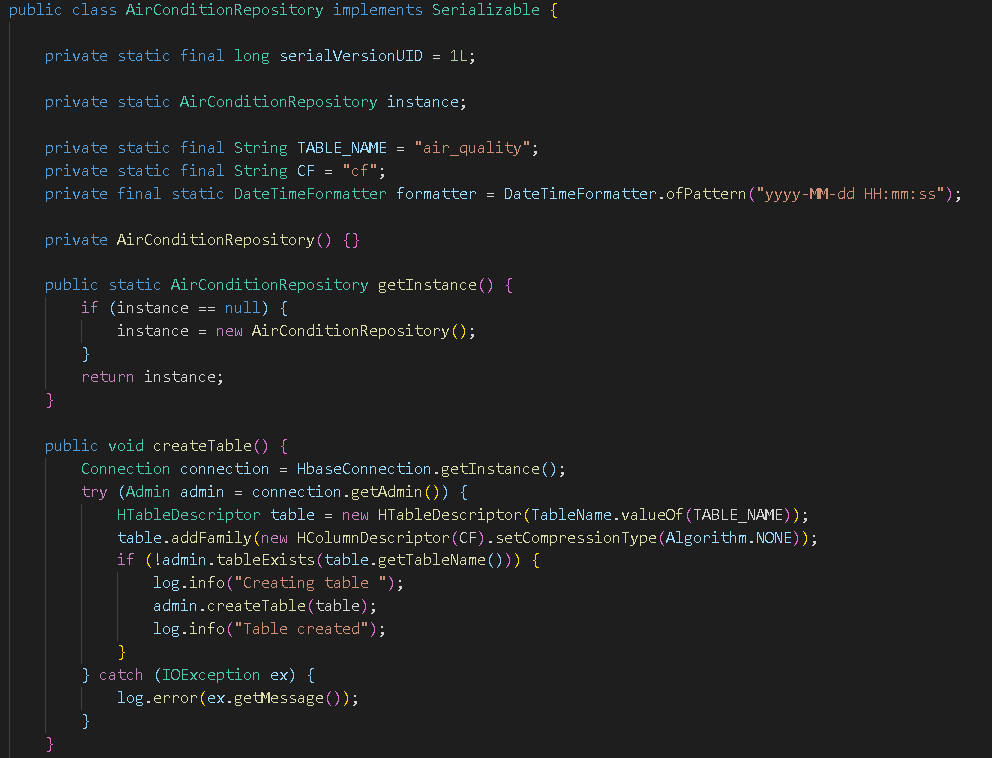 public class AirConditionRepository implements Serializable {
private static final long serialVersionUID = 1L;
private static AirConditionRepository instance;
private static final String TABLE_NAME = "air_quality";
private static final String CF = "cf";
private final static DateTimeFormatter formatter = DateTimeFormatter.ofPattern("yyyy-MM-dd HH:mm:ss");
private AirConditionRepository() {}
public static AirConditionRepository getInstance() {
if (instance == null) {
instance = new AirConditionRepository();
}
return instance;
}
public void createTable() {
Connection connection = HbaseConnection.getInstance();
try (Admin admin = connection.getAdmin()) {
HTableDescriptor table = new HTableDescriptor(TableName.valueOf(TABLE_NAME));
table.addFamily(new HColumnDescriptor(CF).setCompressionType(Algorithm.NONE));
if (!admin.tableExists(table.getTableName())) {
log.info("Creating table ");
admin.createTable(table);
log.info("Table created");
}
} catch (IOException ex) {
log.error(ex.getMessage());
}
}